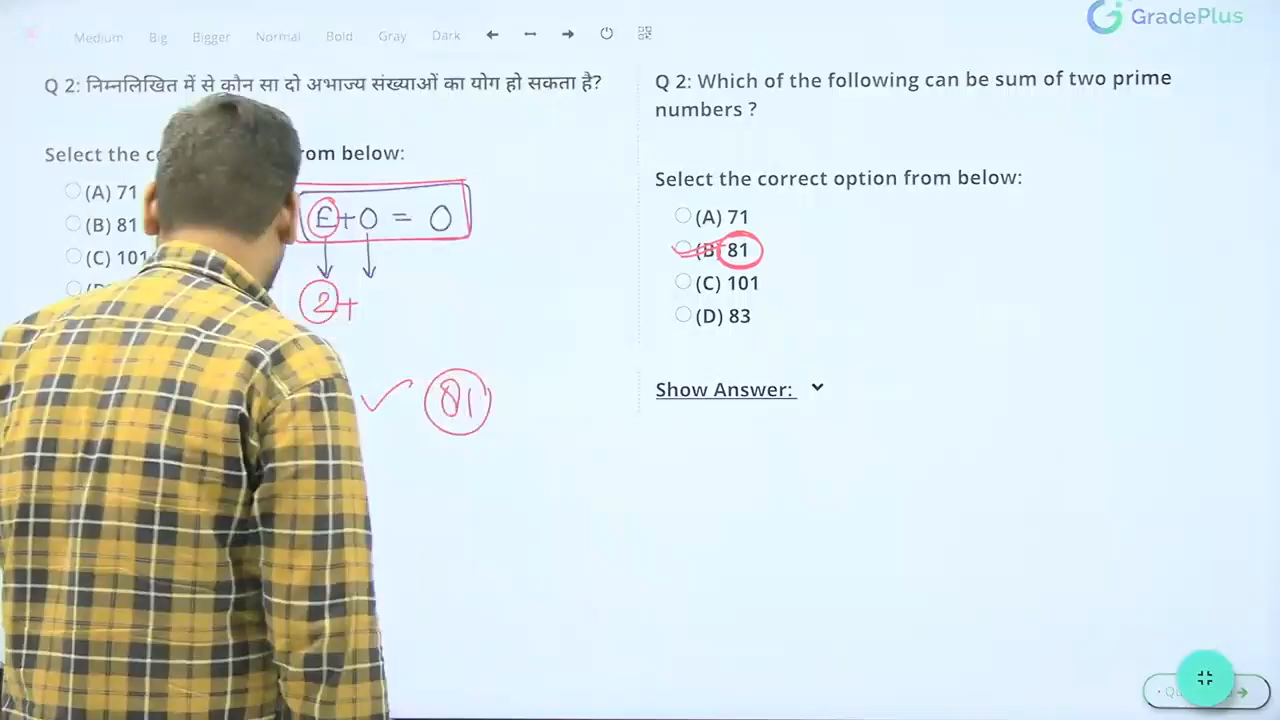 Medium Big Bigger Normal Bold Gray Dark
GradePlus
Q 2: निम्नलिखित में से कौन सा दो अभाज्य संख्याओं का योग हो सकता है?
Select the c
rom below:
(A) 71
(B) 81
(C) 101
E + O = O
2 +
✓ 81
Q 2: Which of the following can be sum of two prime
numbers ?
Select the correct option from below:
(A) 71
(B) 81
(C) 101
(D) 83
Show Answer: